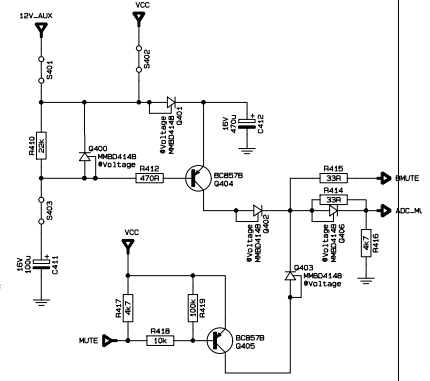 12V_AUX
VCC
S401
S402
@Voltage
MMBD4148
Q401
16V
470u
C412
R410
22k
Q400
MMBD4148
@Voltage
R412
470R
BC857B
Q404
R415
33R
BMUTE
R414
33R
ADC_MU
S403
@Voltage
MMBD4148
Q402
@Voltage
MMBD4148
Q406
R416
4k7
16V
100u
C411
VCC
Q403
MMBD4148
@Voltage
R417
4k7
100k
R419
R418
10k
MUTE
BC857B
Q405